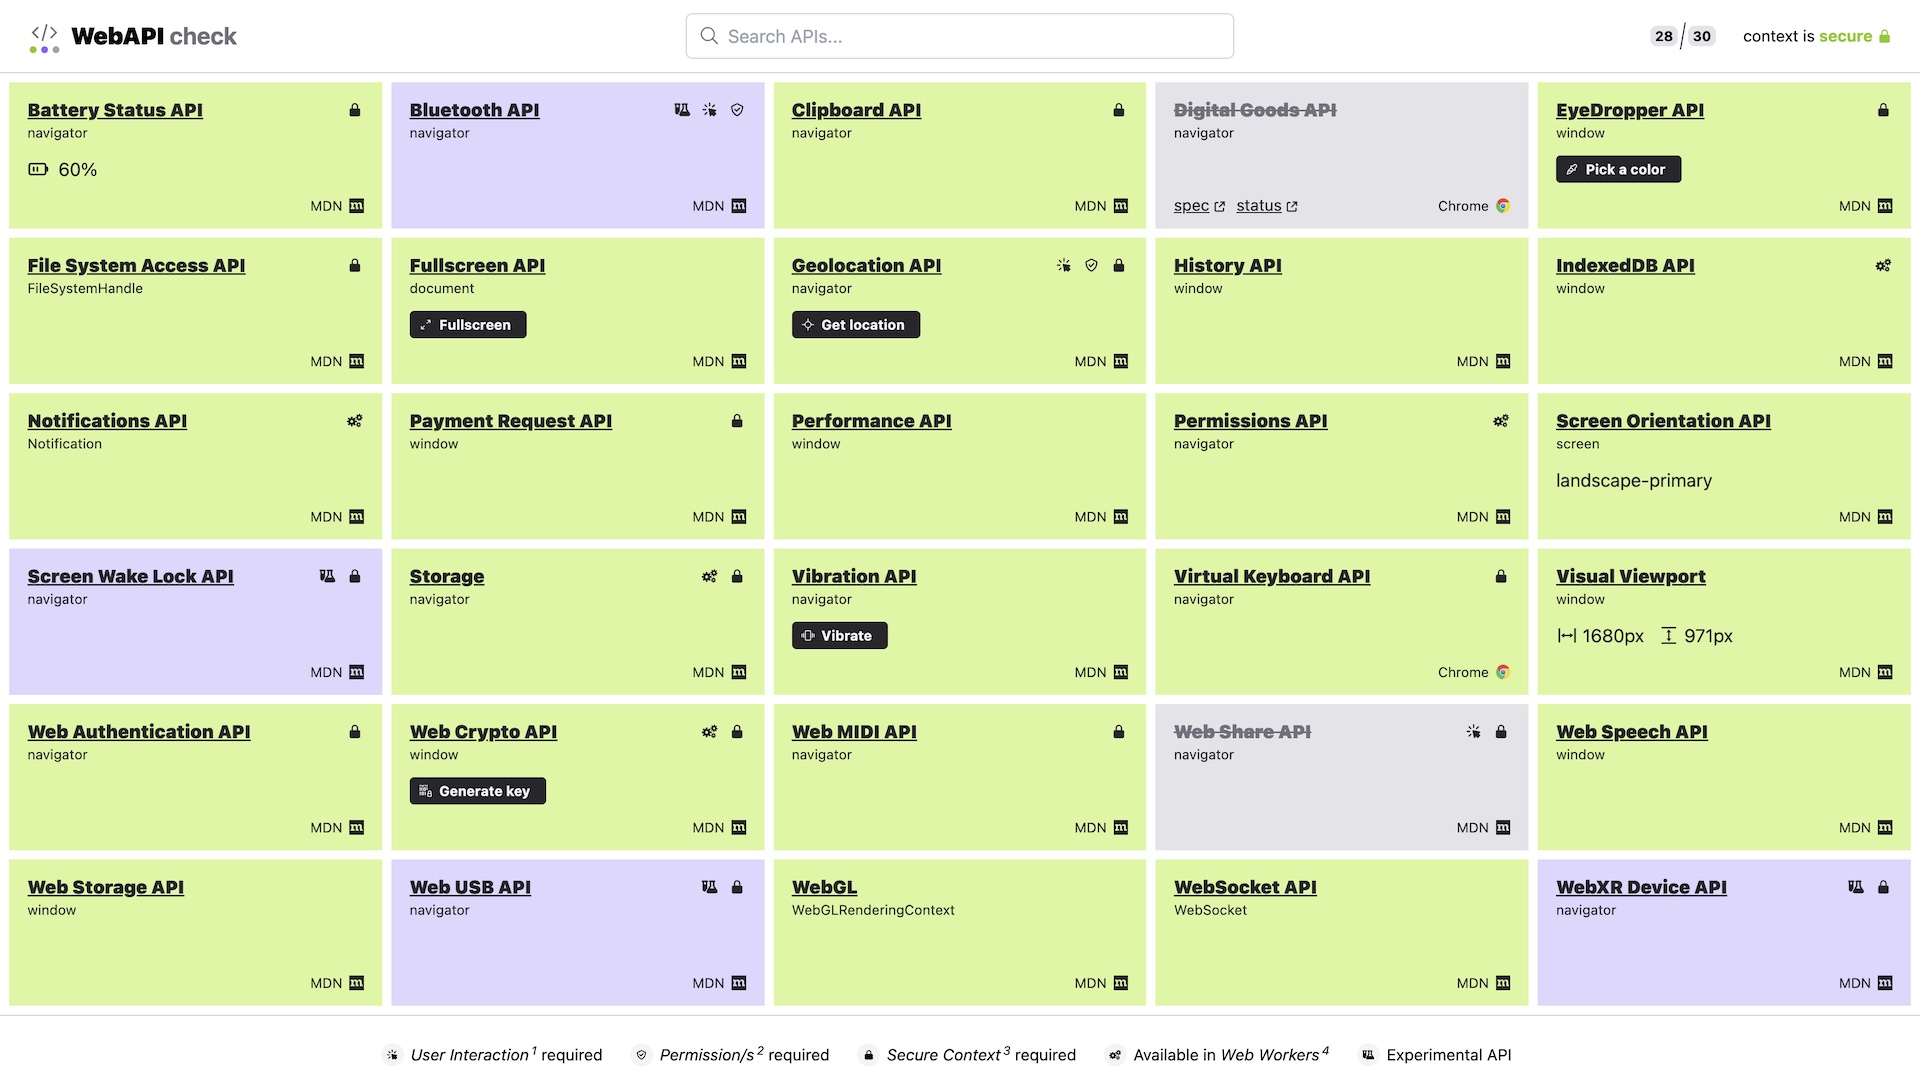 </> WebAPI check
Search APIs...
28 / 30
context is secure
Battery Status API
navigator
60%
MDN
Bluetooth API
navigator
MDN
Clipboard API
navigator
MDN
Digital Goods API
navigator
spec status
Chrome
EyeDropper API
window
Pick a color
MDN
File System Access API
FileSystemHandle
MDN
Fullscreen API
document
Fullscreen
MDN
Geolocation API
navigator
Get location
MDN
History API
window
MDN
IndexedDB API
window
MDN
Notifications API
Notification
MDN
Payment Request API
window
MDN
Performance API
window
MDN
Permissions API
navigator
MDN
Screen Orientation API
screen
landscape-primary
MDN
Screen Wake Lock API
navigator
MDN
Storage
navigator
MDN
Vibration API
navigator
Vibrate
MDN
Virtual Keyboard API
navigator
Chrome
Visual Viewport
window
1680px 971px
MDN
Web Authentication API
navigator
MDN
Web Crypto API
window
Generate key
MDN
Web MIDI API
navigator
MDN
Web Share API
navigator
MDN
Web Speech API
window
MDN
Web Storage API
window
MDN
Web USB API
navigator
MDN
WebGL
WebGLRenderingContext
MDN
WebSocket API
WebSocket
MDN
WebXR Device API
navigator
MDN
User Interaction 1 required
Permission/s 2 required
Secure Context 3 required
Available in Web Workers 4
Experimental API